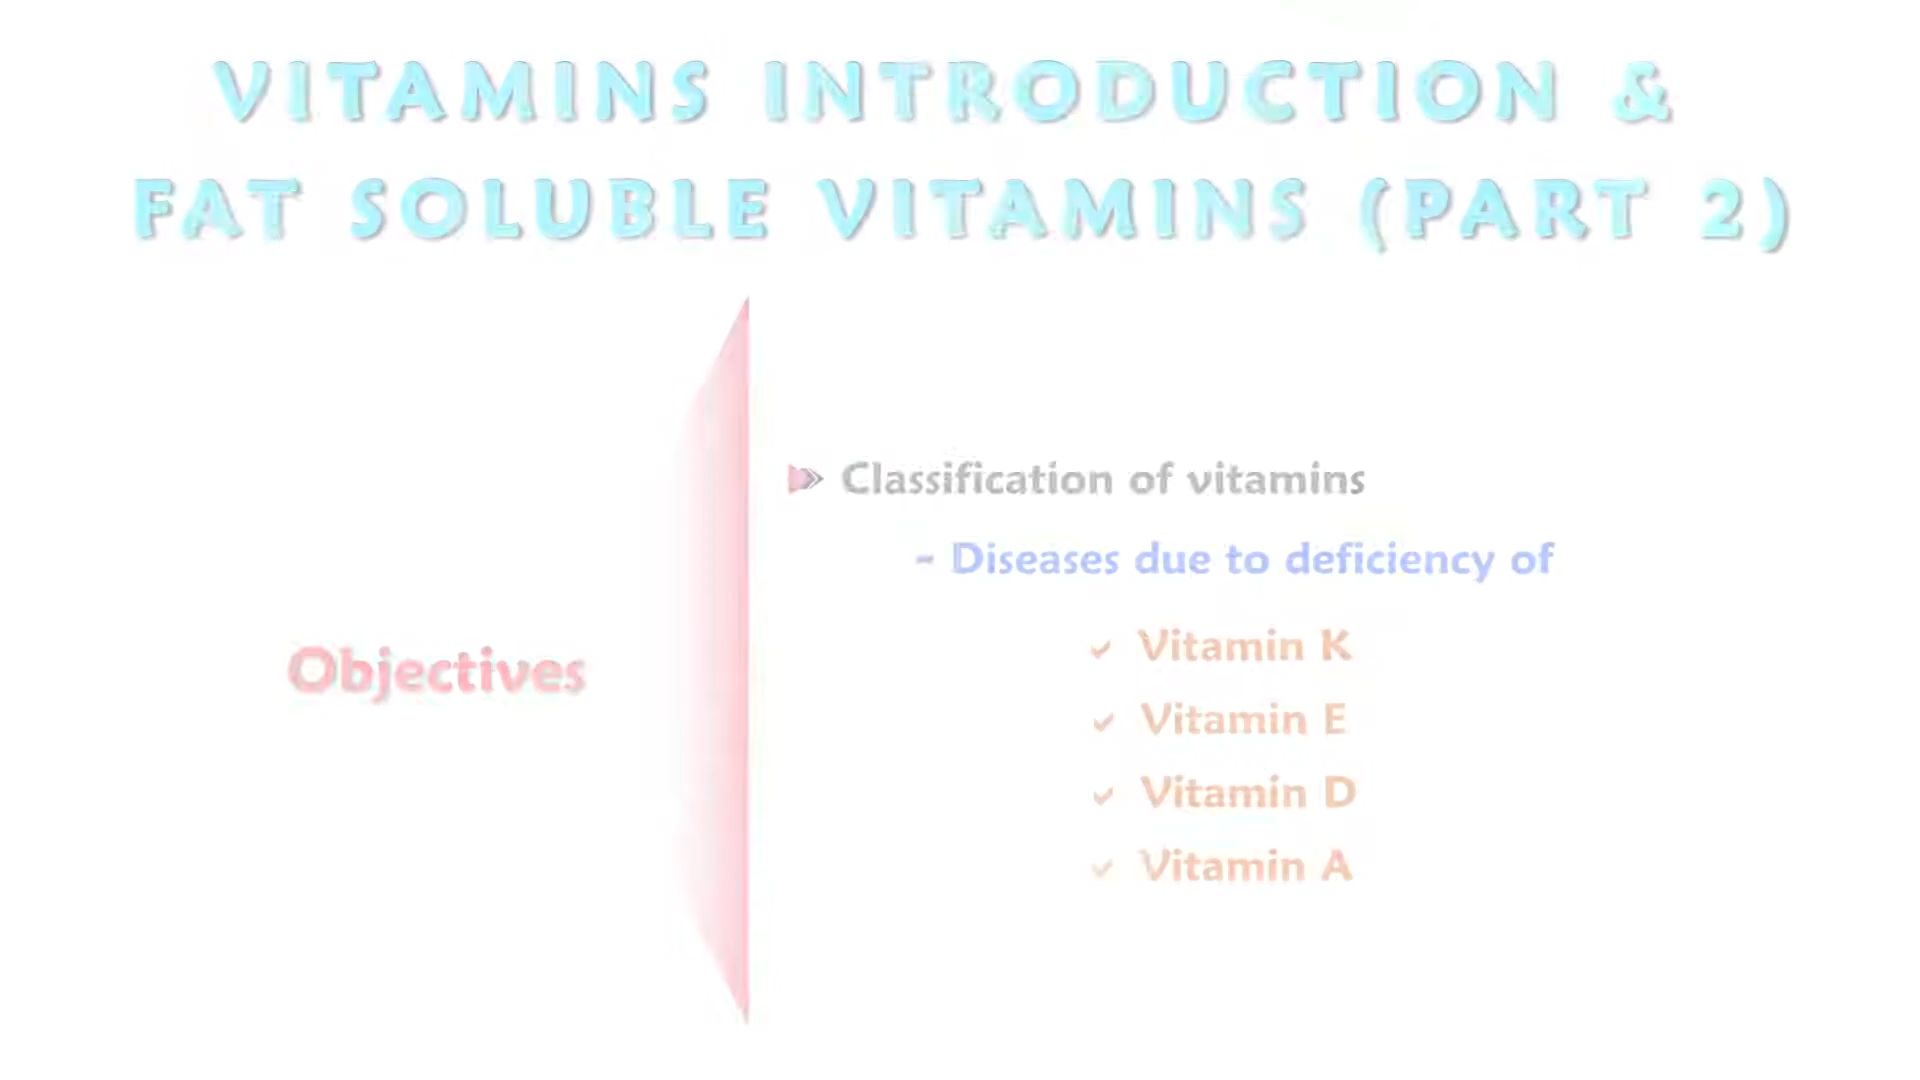 VITAMINS INTRODUCTION &
FAT SOLUBLE VITAMINS (PART 2)
Objectives
Classification of vitamins
- Diseases due to deficiency of
✓ Vitamin K
✓ Vitamin E
✓ Vitamin D
✓ Vitamin A